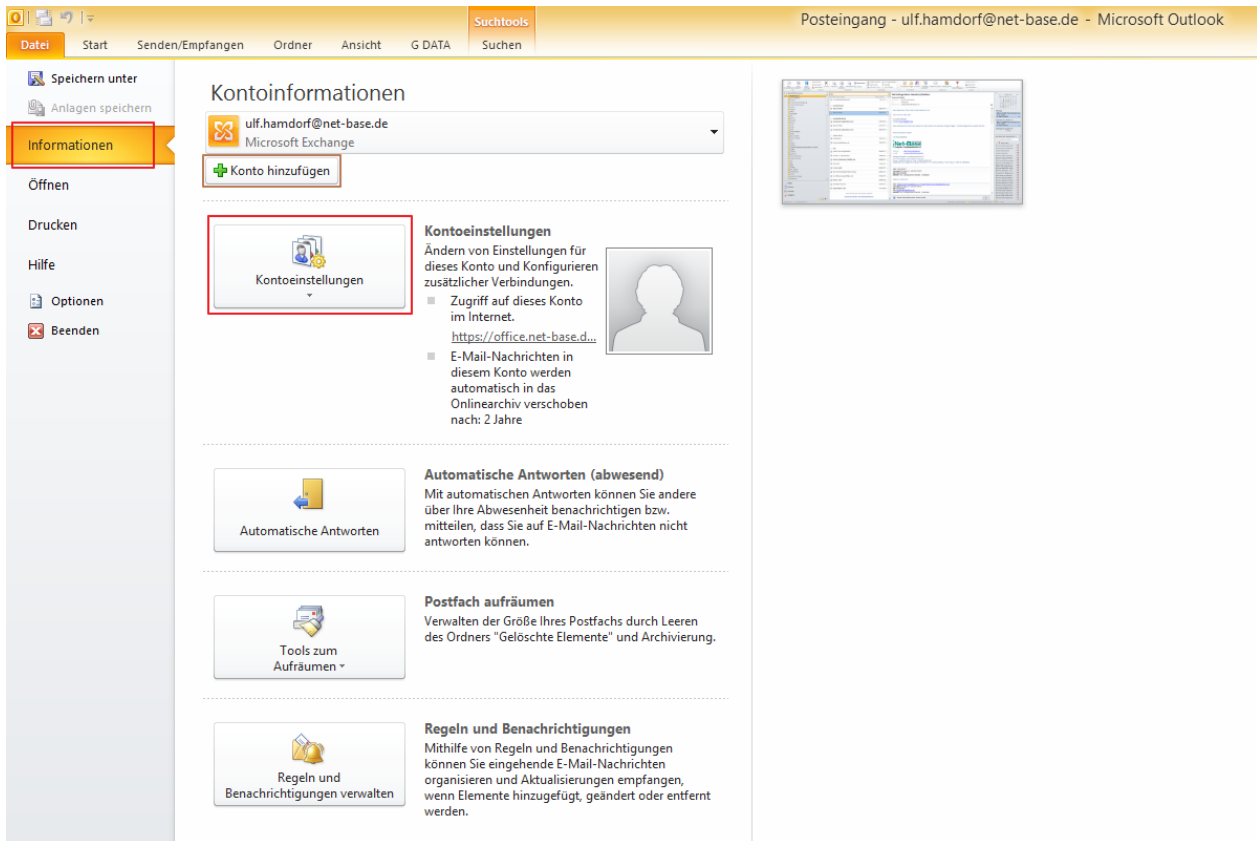 Suchtools
Posteingang - ulf.hamdorf@net-base.de - Microsoft Outlook
Datei Start Senden/Empfangen Ordner Ansicht G DATA Suchen
Speichern unter
Anlagen speichern
Informationen
Öffnen
Drucken
Hilfe
Optionen
Beenden
Kontoinformationen
ulf.hamdorf@net-base.de
Microsoft Exchange
Konto hinzufügen
Kontoeinstellungen
Kontoeinstellungen
Ändern von Einstellungen für
dieses Konto und Konfigurieren
zusätzlicher Verbindungen.
Zugriff auf dieses Konto
im Internet.
https://office.net-base.d...
E-Mail-Nachrichten in
diesem Konto werden
automatisch in das
Onlinearchiv verschoben
nach: 2 Jahre
Automatische Antworten
Automatische Antworten (abwesend)
Mit automatischen Antworten können Sie andere
über Ihre Abwesenheit benachrichtigen bzw.
mitteilen, dass Sie auf E-Mail-Nachrichten nicht
antworten können.
Tools zum
Aufräumen
Postfach aufräumen
Verwalten der Größe Ihres Postfachs durch Leeren
des Ordners "Gelöschte Elemente" und Archivierung.
Regeln und
Benachrichtigungen verwalten
Regeln und Benachrichtigungen
Mithilfe von Regeln und Benachrichtigungen
können Sie eingehende E-Mail-Nachrichten
organisieren und Aktualisierungen empfangen,
wenn Elemente hinzugefügt, geändert oder entfernt
werden.